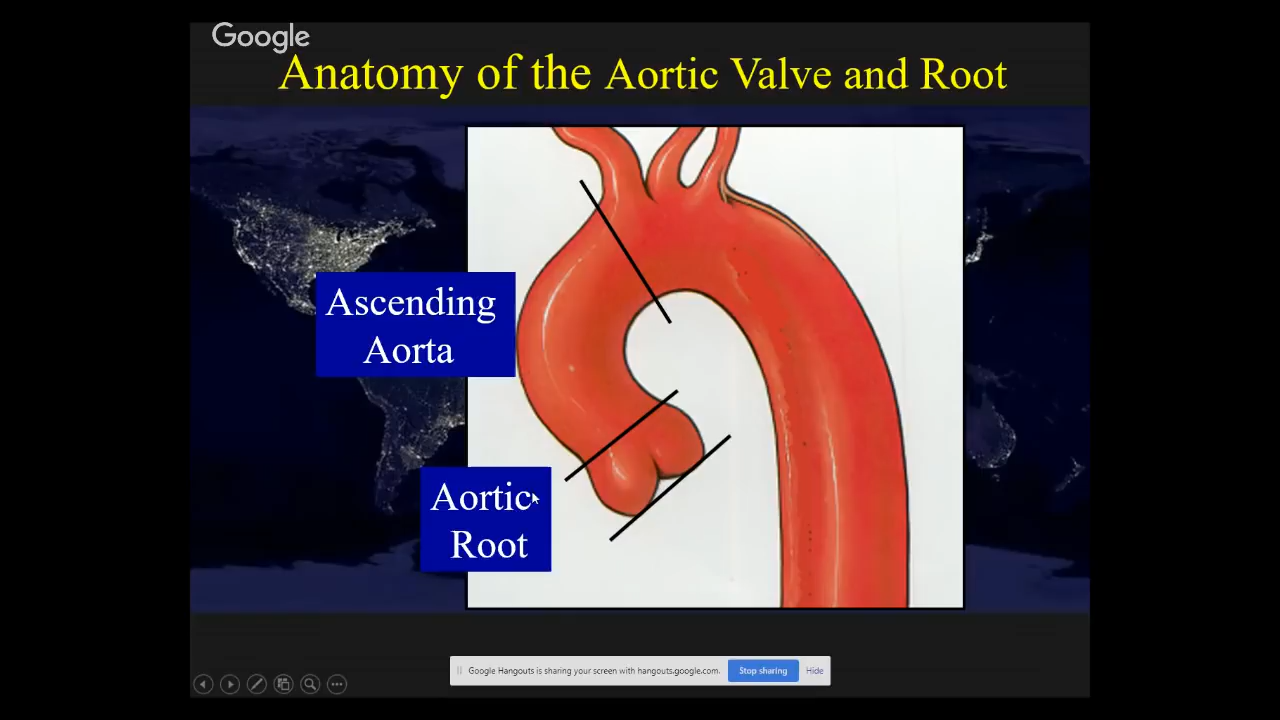 Google
Anatomy of the Aortic Valve and Root
Ascending
Aorta
Aortic
Root
Google Hangouts is sharing your screen with hangouts.google.com.
Stop sharing
Hide